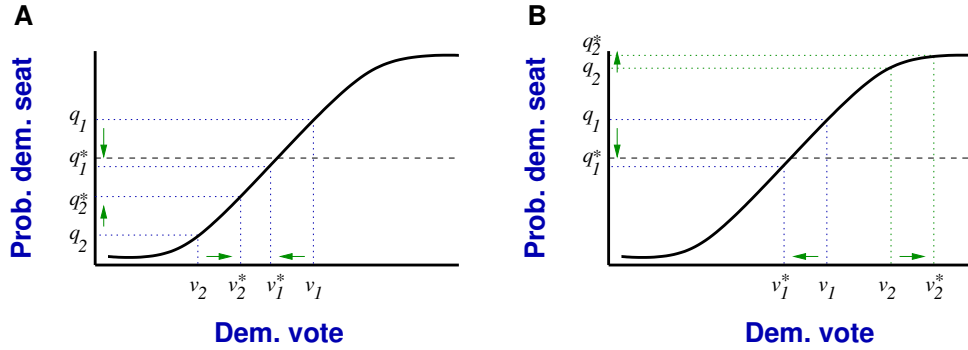 A
Prob. dem. seat
q1
q1*
q2*
q2
v2 v2* v1* v1
Dem. vote
B
Prob. dem. seat
q2*
q2
q1
q1*
v1* v1 v2 v2*
Dem. vote